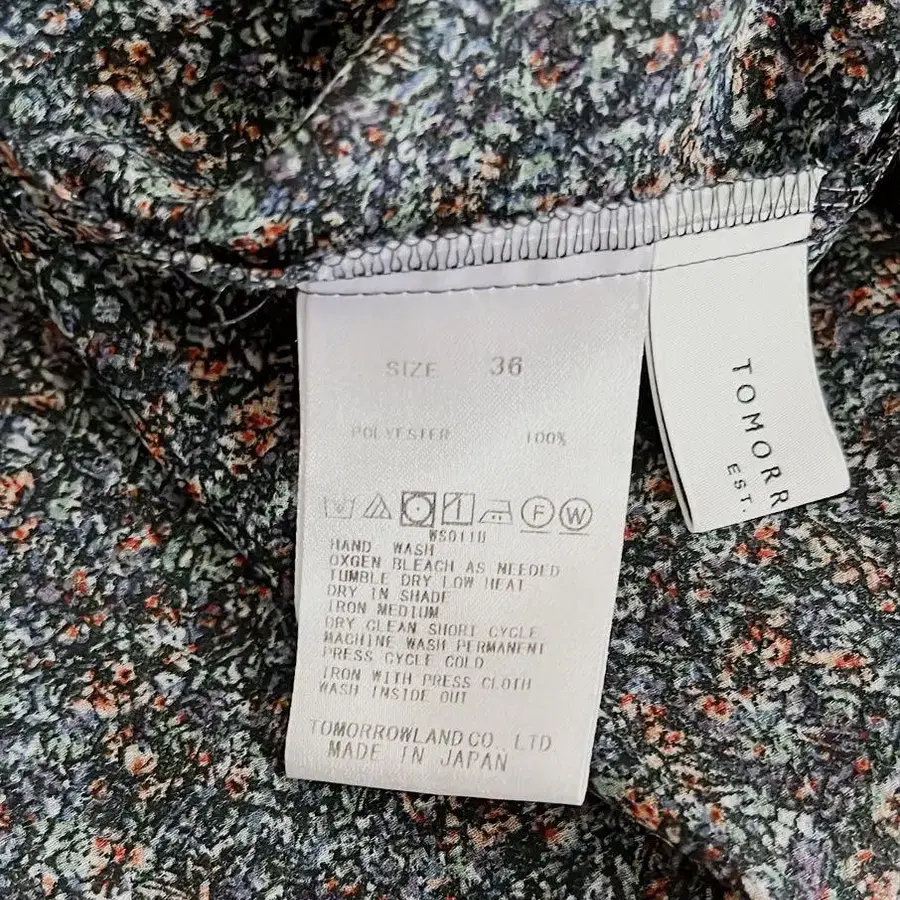 SIZE 36
POLYESTER 100%
F W
WS011U
HAND WASH
OXGEN BLEACH AS NEEDED
TUMBLE DRY LOW HEAT
DRY IN SHADE
IRON MEDIUM
DRY CLEAN SHORT CYCLE
MACHINE WASH PERMANENT
PRESS CYCLE COLD
IRON WITH PRESS CLOTH
WASH INSIDE OUT
TOMORROWLAND CO., LTD.
MADE IN JAPAN
TOMORR
EST.